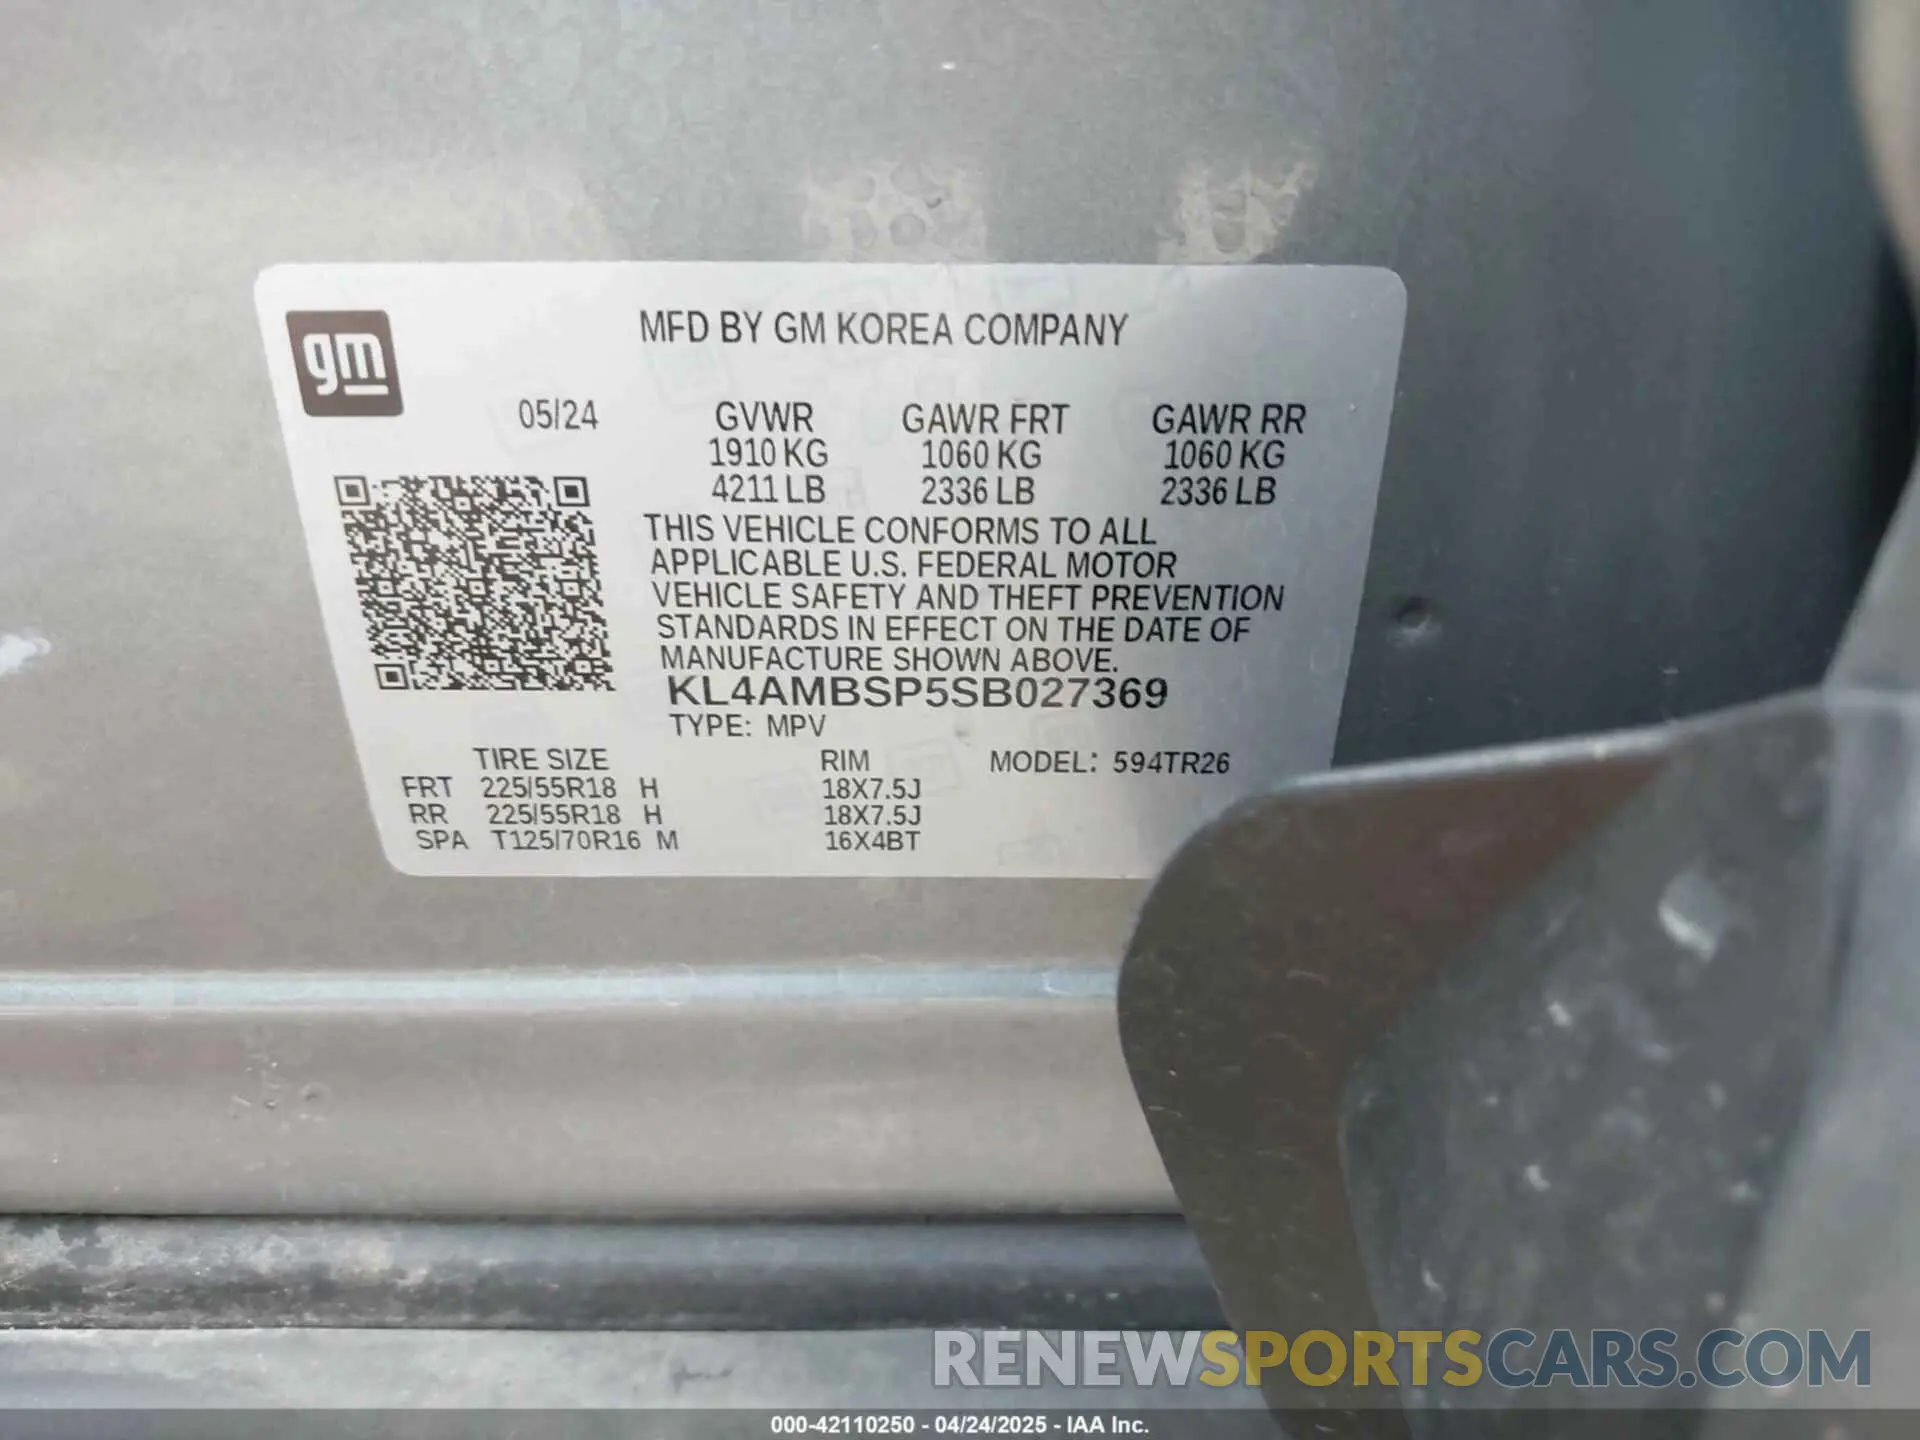 gm
MFD BY GM KOREA COMPANY
05/24 GVWR GAWR FRT GAWR RR
1910 KG 1060 KG 1060 KG
4211 LB 2336 LB 2336 LB
THIS VEHICLE CONFORMS TO ALL
APPLICABLE U.S. FEDERAL MOTOR
VEHICLE SAFETY AND THEFT PREVENTION
STANDARDS IN EFFECT ON THE DATE OF
MANUFACTURE SHOWN ABOVE.
KL4AMBSP5SB027369
TYPE: MPV
TIRE SIZE RIM MODEL: 594TR26
FRT 225/55R18 H 18X7.5J
RR 225/55R18 H 18X7.5J
SPA T125/70R16 M 16X4BT
RENEWSPORTSCARS.COM
000-42110250 - 04/24/2025 - IAA Inc.